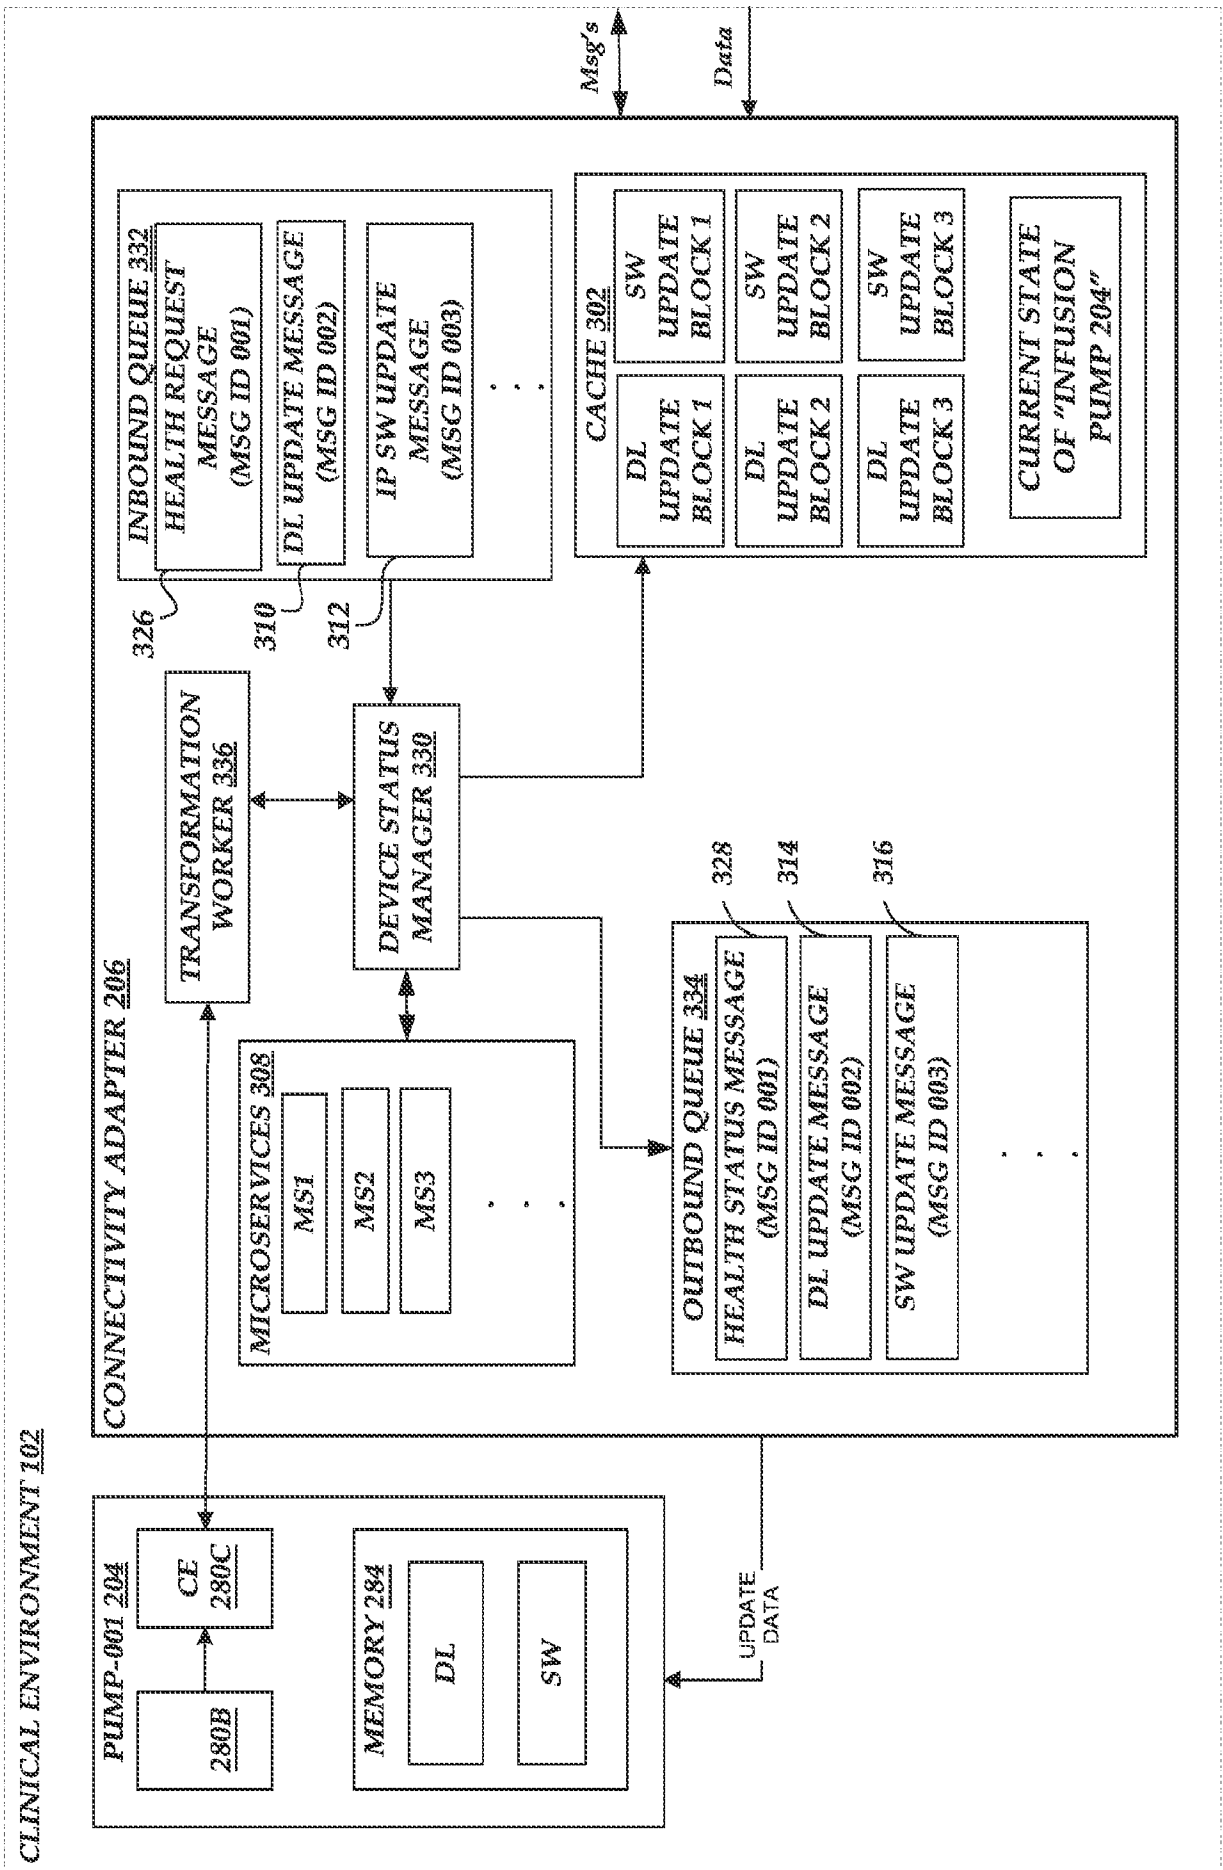 CLINICAL ENVIRONMENT 102
PUMP-001 204
280B
CE
280C
MEMORY 284
DL
SW
UPDATE
DATA
CONNECTIVITY ADAPTER 206
TRANSFORMATION
WORKER 336
MICROSERVICES 308
MS1
MS2
MS3
. . .
DEVICE STATUS
MANAGER 330
OUTBOUND QUEUE 334
HEALTH STATUS MESSAGE
(MSG ID 001)
328
DL UPDATE MESSAGE
(MSG ID 002)
314
SW UPDATE MESSAGE
(MSG ID 003)
316
. . .
INBOUND QUEUE 332
HEALTH REQUEST
MESSAGE
(MSG ID 001)
326
DL UPDATE MESSAGE
(MSG ID 002)
310
IP SW UPDATE
MESSAGE
(MSG ID 003)
312
. . .
CACHE 302
DL
UPDATE
BLOCK 1
SW
UPDATE
BLOCK 1
DL
UPDATE
BLOCK 2
SW
UPDATE
BLOCK 2
DL
UPDATE
BLOCK 3
SW
UPDATE
BLOCK 3
CURRENT STATE
OF "INFUSION
PUMP 204"
Msg's
Data